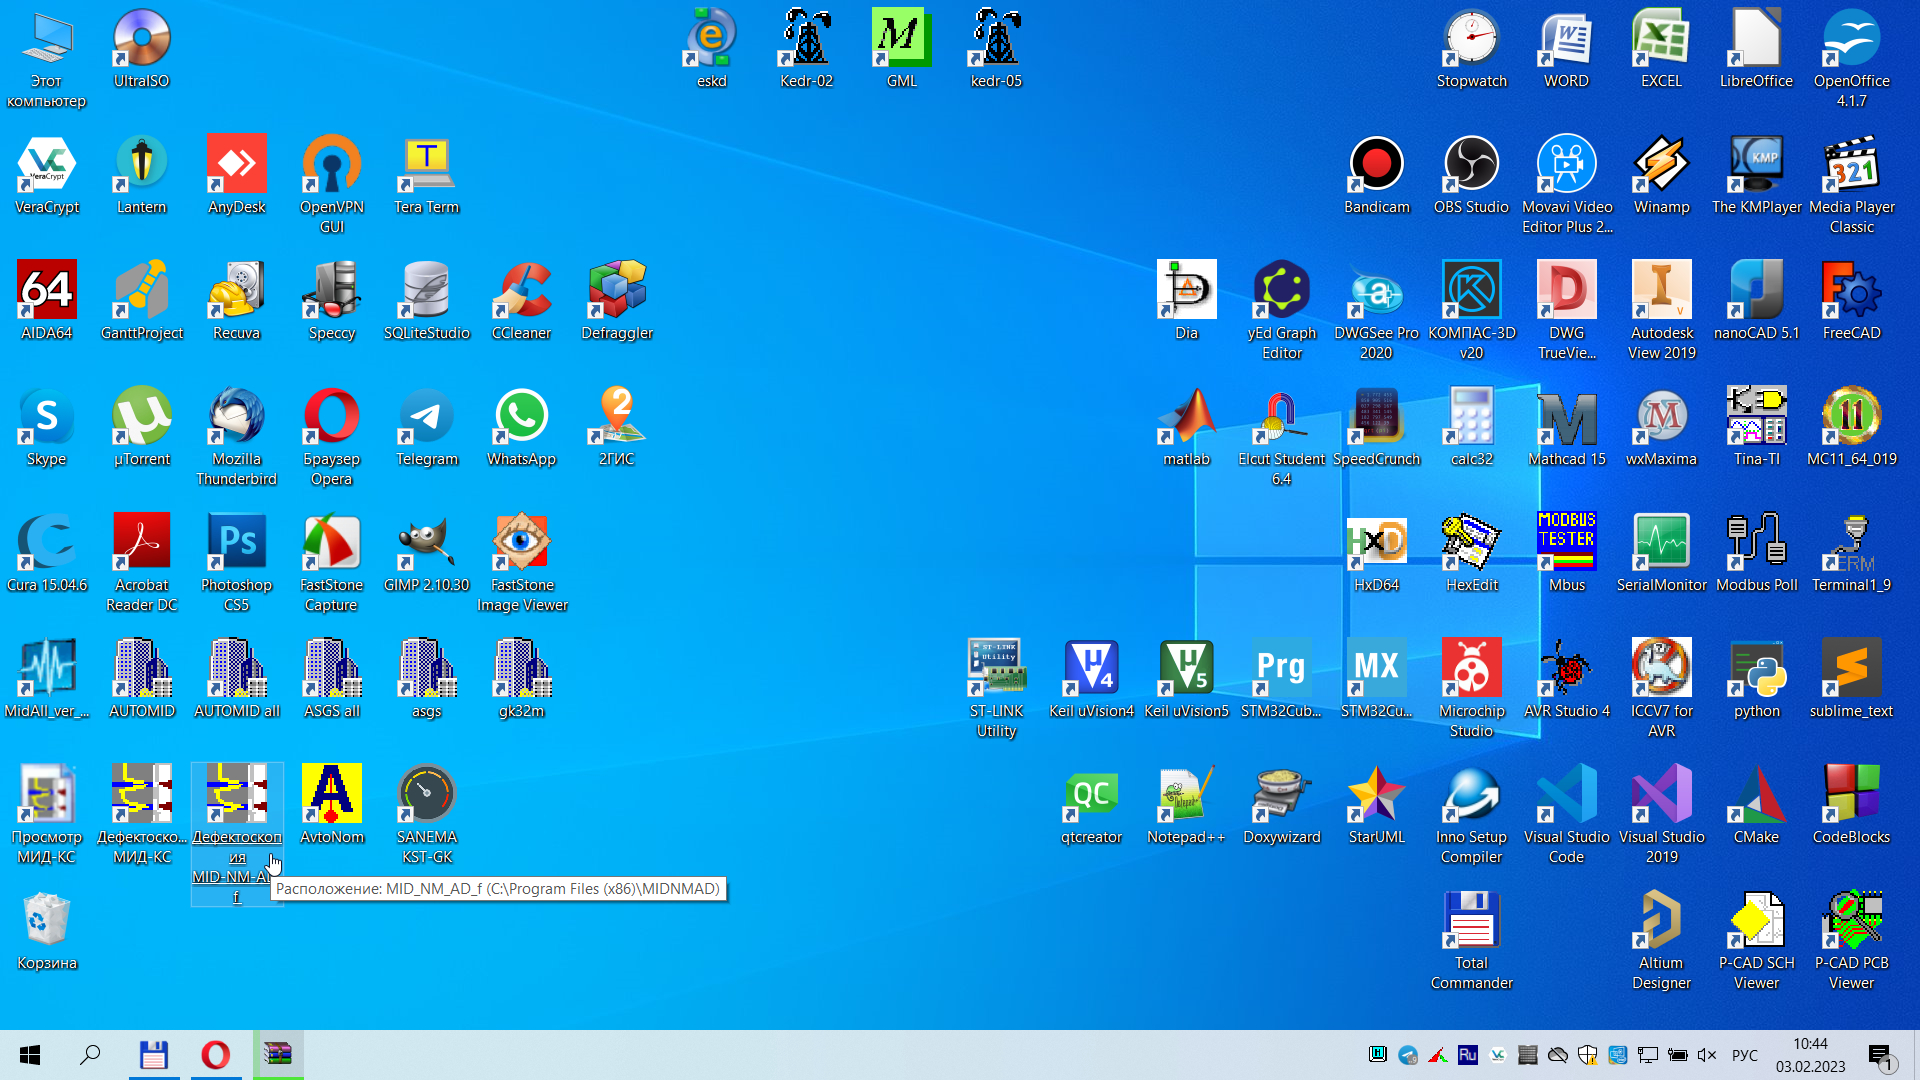 Этот
компьютер
UltraISO
eskd
Kedr-02
GML
kedr-05
Stopwatch
WORD
EXCEL
LibreOffice
OpenOffice
4.1.7
VeraCrypt
Lantern
AnyDesk
OpenVPN
GUI
Tera Term
Bandicam
OBS Studio
Movavi Video
Editor Plus 2...
Winamp
The KMPlayer
Media Player
Classic
AIDA64
GanttProject
Recuva
Speccy
SQLiteStudio
CCleaner
Defraggler
Dia
yEd Graph
Editor
DWGSee Pro
2020
КОМПАС-3D
v20
DWG
TrueVie...
Autodesk
View 2019
nanoCAD 5.1
FreeCAD
Skype
µTorrent
Mozilla
Thunderbird
Браузер
Opera
Telegram
WhatsApp
2ГИС
matlab
Elcut Student
6.4
SpeedCrunch
calc32
Mathcad 15
wxMaxima
Tina-TI
MC11_64_019
Cura 15.04.6
Acrobat
Reader DC
Photoshop
CS5
FastStone
Capture
GIMP 2.10.30
FastStone
Image Viewer
HxD64
HexEdit
MODBUS
TESTER
Mbus
SerialMonitor
Modbus Poll
Terminal1_9
MidAll_ver_...
AUTOMID
AUTOMID all
ASGS all
asgs
gk32m
ST-LINK
Utility
Keil uVision4
Keil uVision5
STM32Cub...
STM32Cu...
Microchip
Studio
AVR Studio 4
ICCV7 for
AVR
python
sublime_text
Просмотр
МИД-КС
Дефектоско...
МИД-КС
Дефектоскоп
ия
MID-NM-AD_
f
AvtoNom
SANEMA
KST-GK
Расположение: MID_NM_AD_f (C:\Program Files (x86)\MIDNMAD)
qtcreator
Notepad++
Doxywizard
StarUML
Inno Setup
Compiler
Visual Studio
Code
Visual Studio
2019
CMake
CodeBlocks
Корзина
Total
Commander
Altium
Designer
P-CAD SCH
Viewer
P-CAD PCB
Viewer
Ru
РУС
10:44
03.02.2023
1